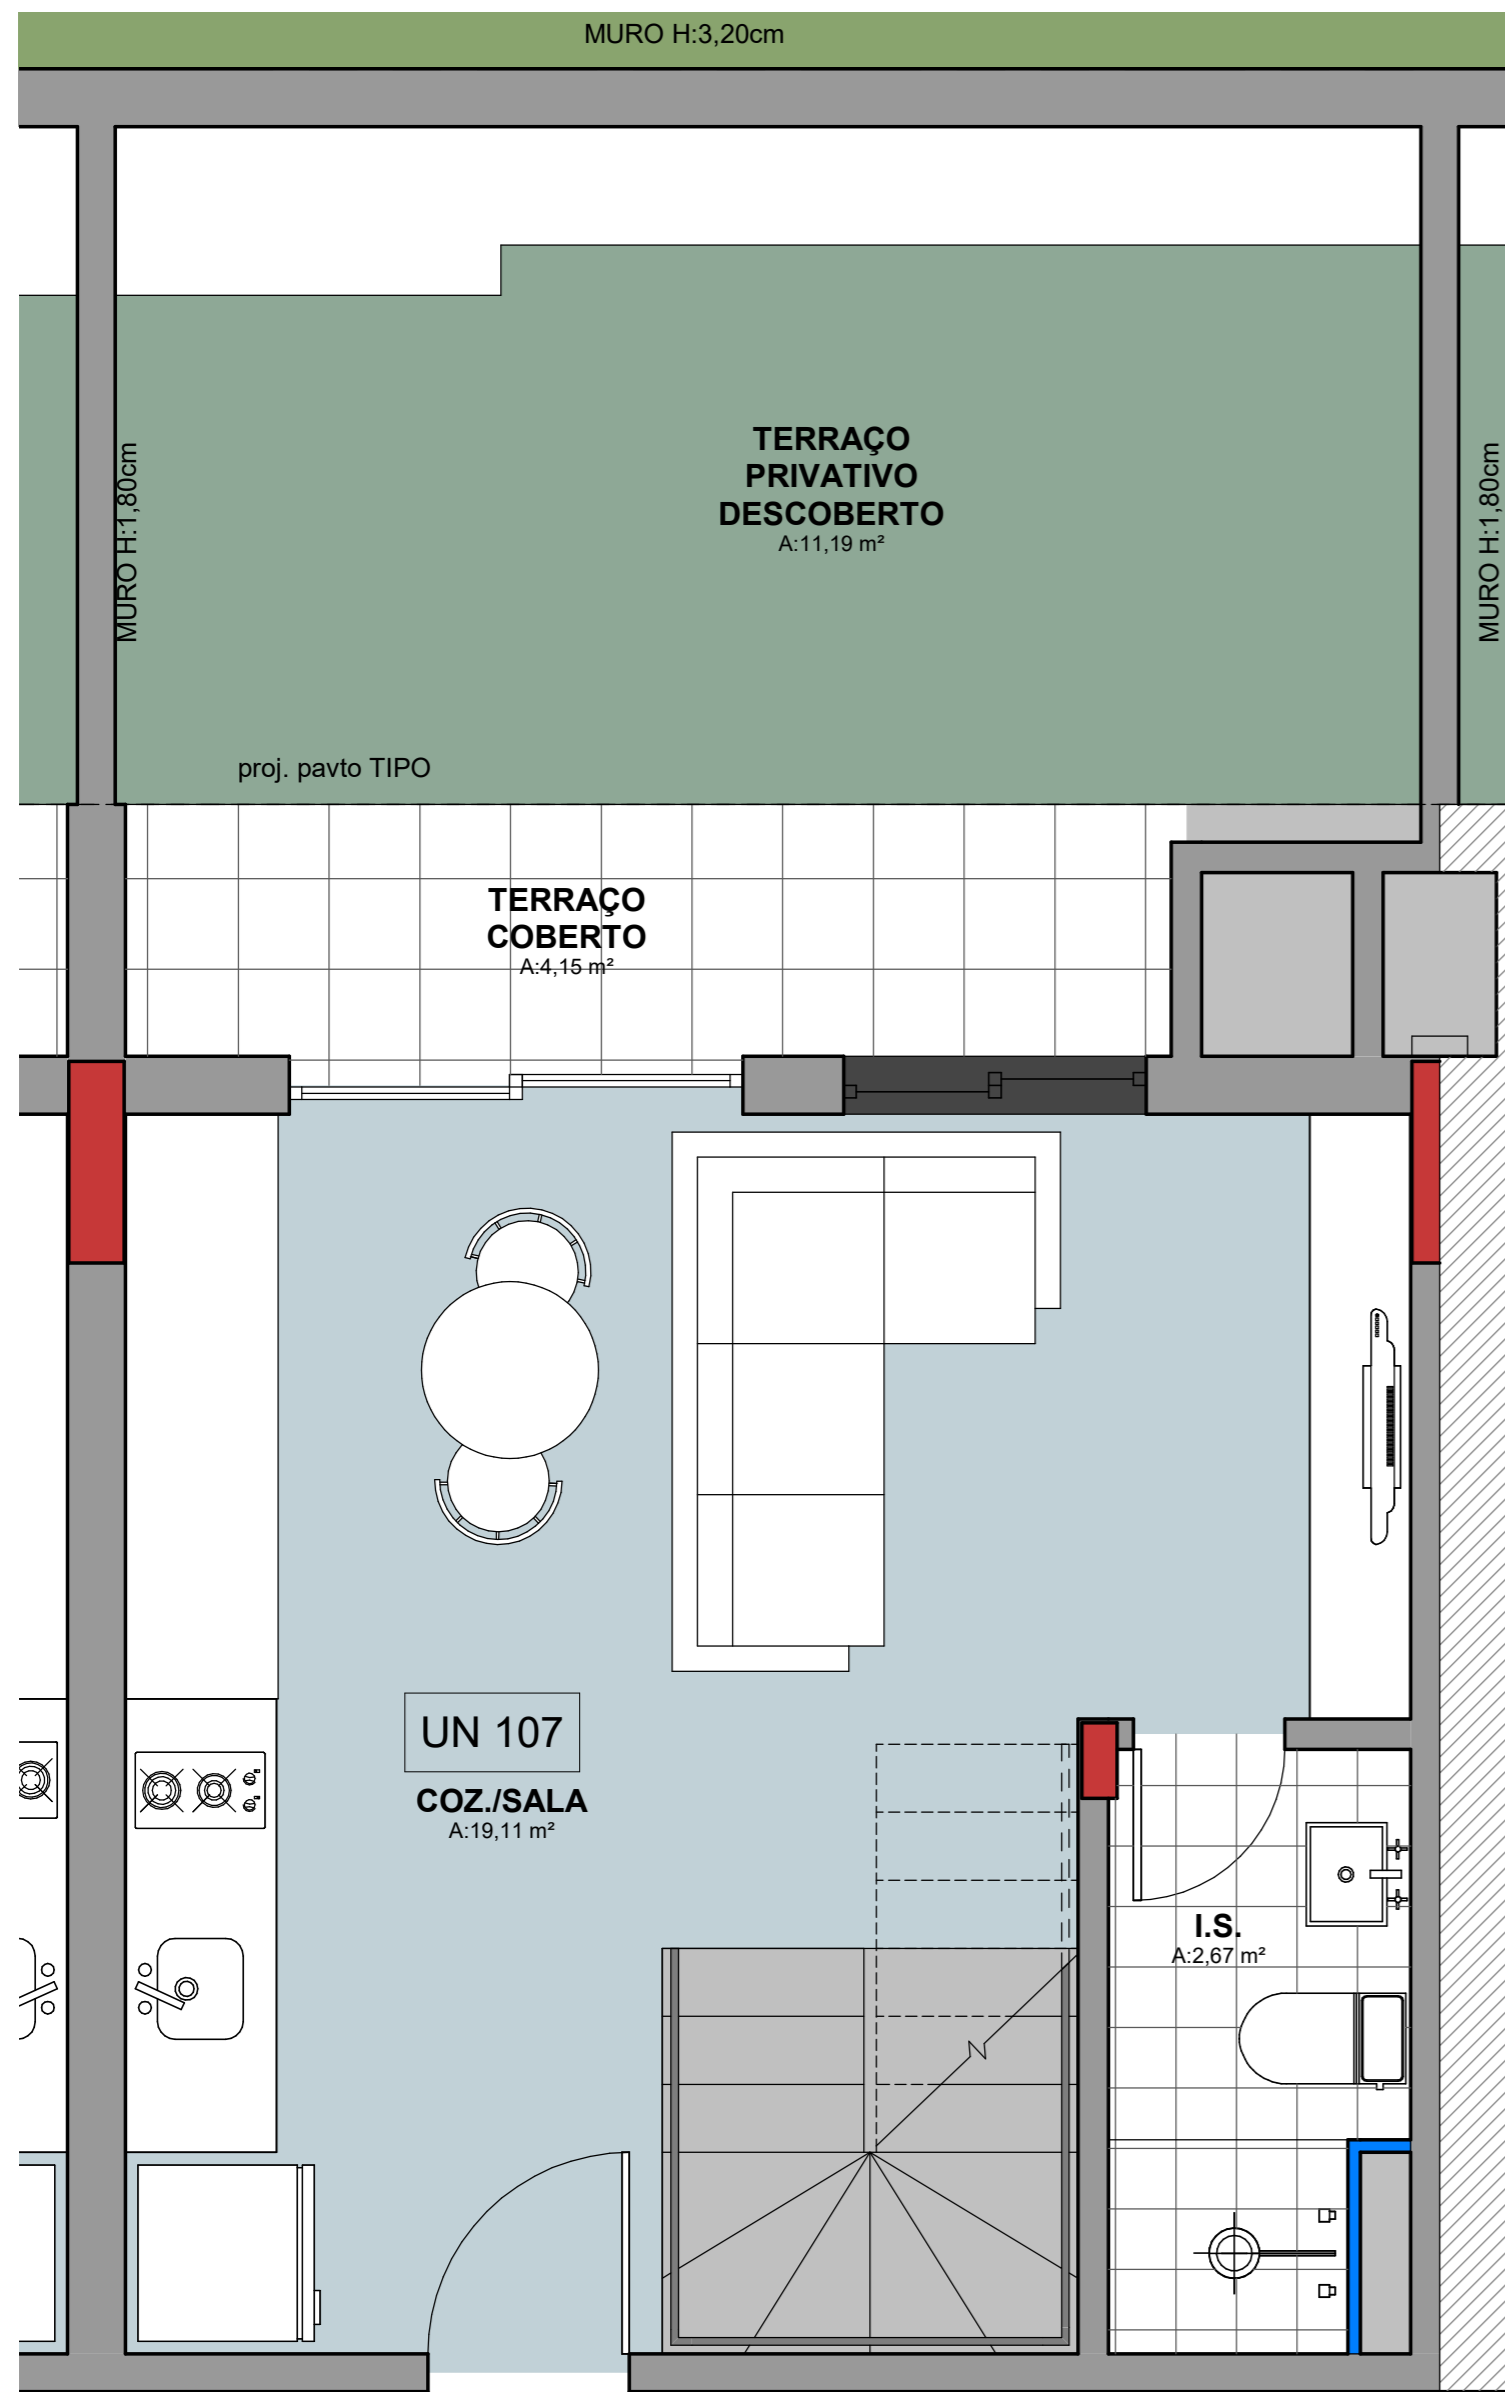 MURO H:3,20cm
MURO H:1,80cm
MURO H:1,80cm
TERRAÇO
PRIVATIVO
DESCOBERTO
A:11,19 m²
proj. pavto TIPO
TERRAÇO
COBERTO
A:4,15 m²
UN 107
COZ./SALA
A:19,11 m²
I.S.
A:2,67 m²